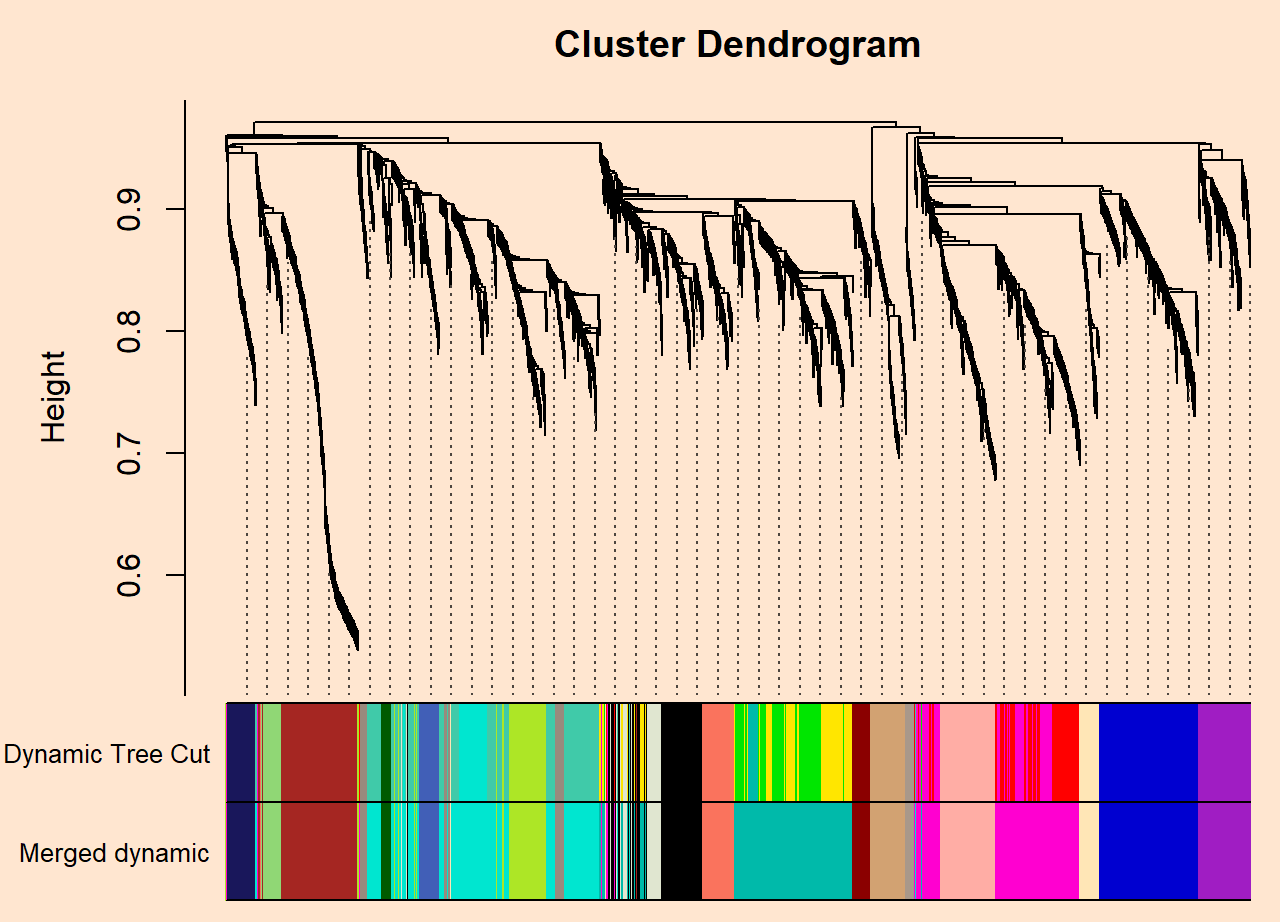 Cluster Dendrogram
Height
0.9
0.8
0.7
0.6
Dynamic Tree Cut
Merged dynamic